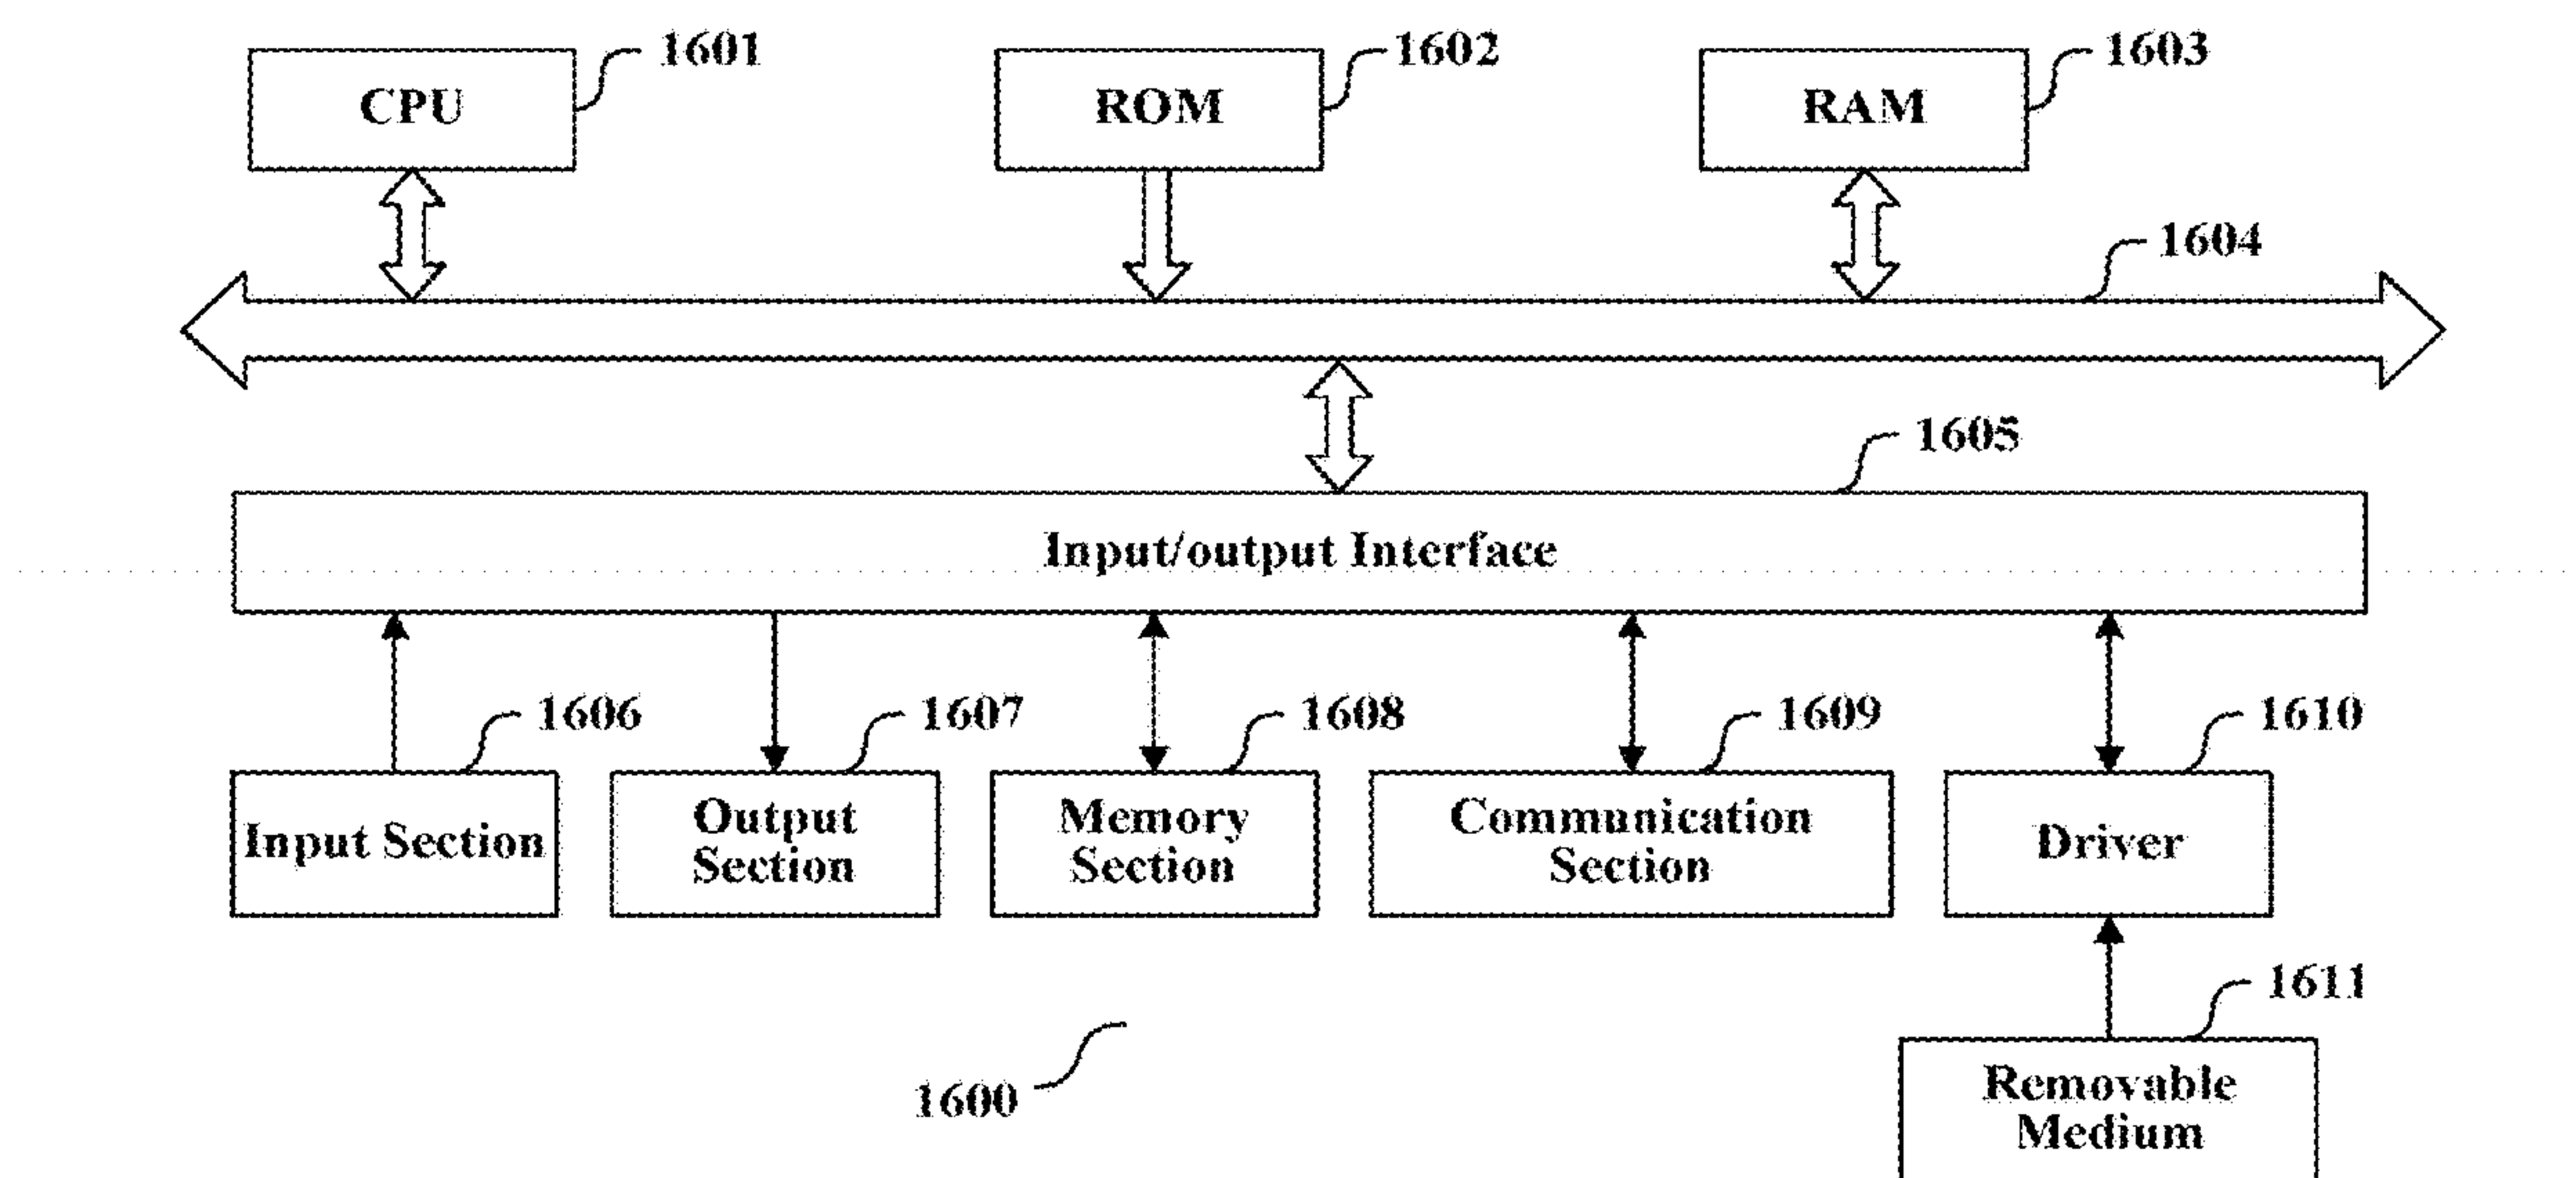 1601
1602
1603
CPU
ROM
RAM
1604
1605
Input/output Interface
1606
1607
1608
1609
1610
Input Section
Output
Section
Memory
Section
Communication
Section
Driver
1611
1600
Removable
Medium